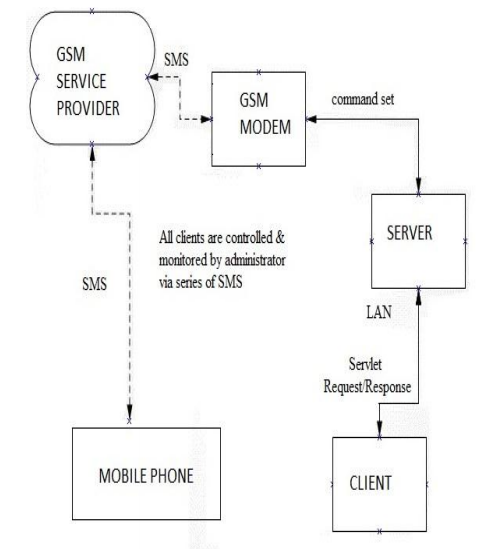 GSM
SERVICE
PROVIDER
SMS
GSM
MODEM
command set
SERVER
All clients are controlled &
monitored by administrator
via series of SMS
SMS
LAN
Servlet
Request/Response
MOBILE PHONE
CLIENT